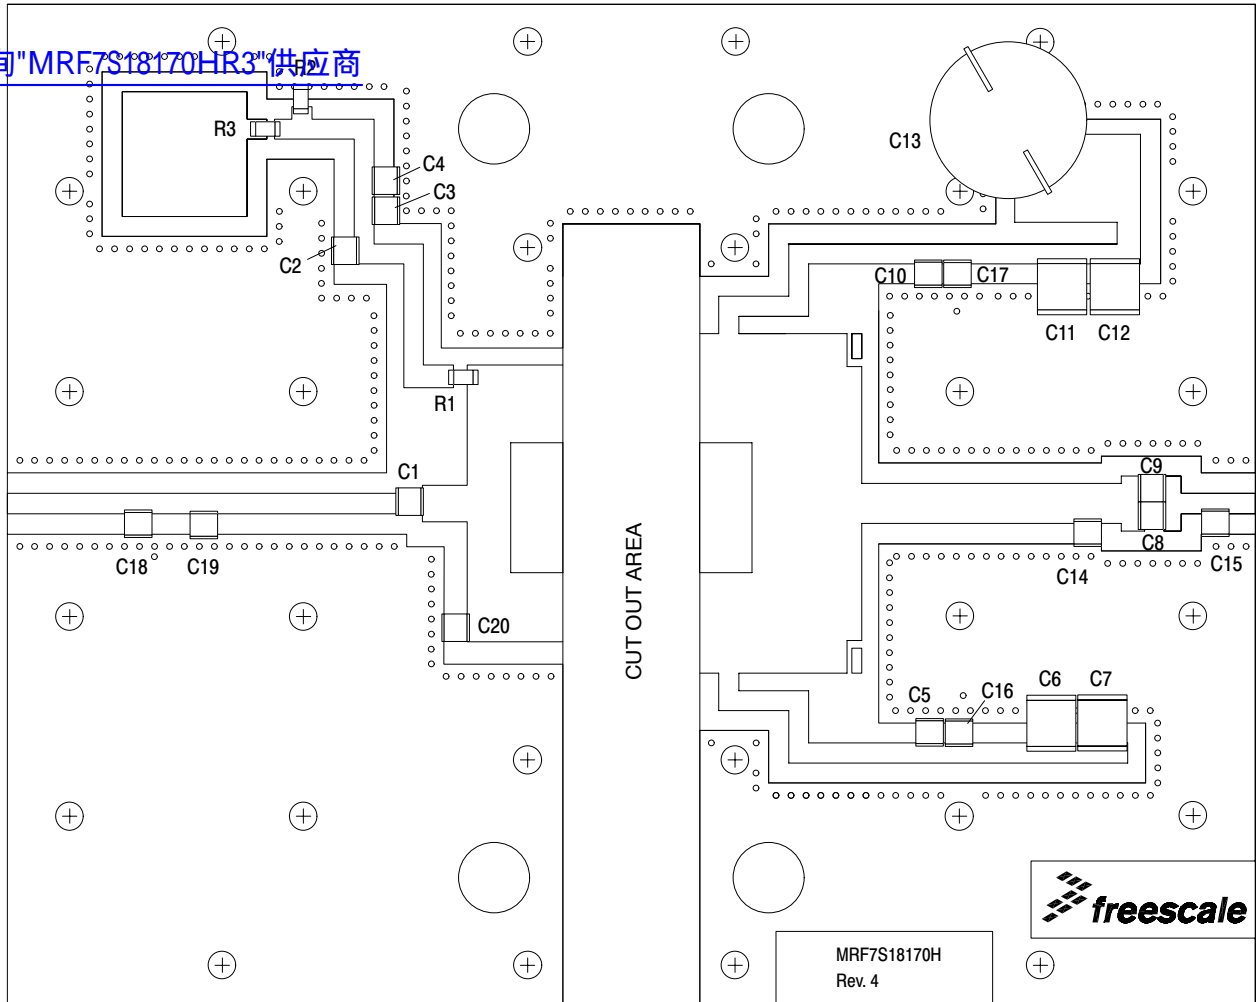 询"MRF7S18170HR3"供应商
R2
R3
C4
C3
C2
C13
C10
C17
C11
C12
R1
C1
C9
C8
C18
C19
C14
C15
C20
CUT OUT AREA
C5
C16
C6
C7
freescale
MRF7S18170H
Rev. 4